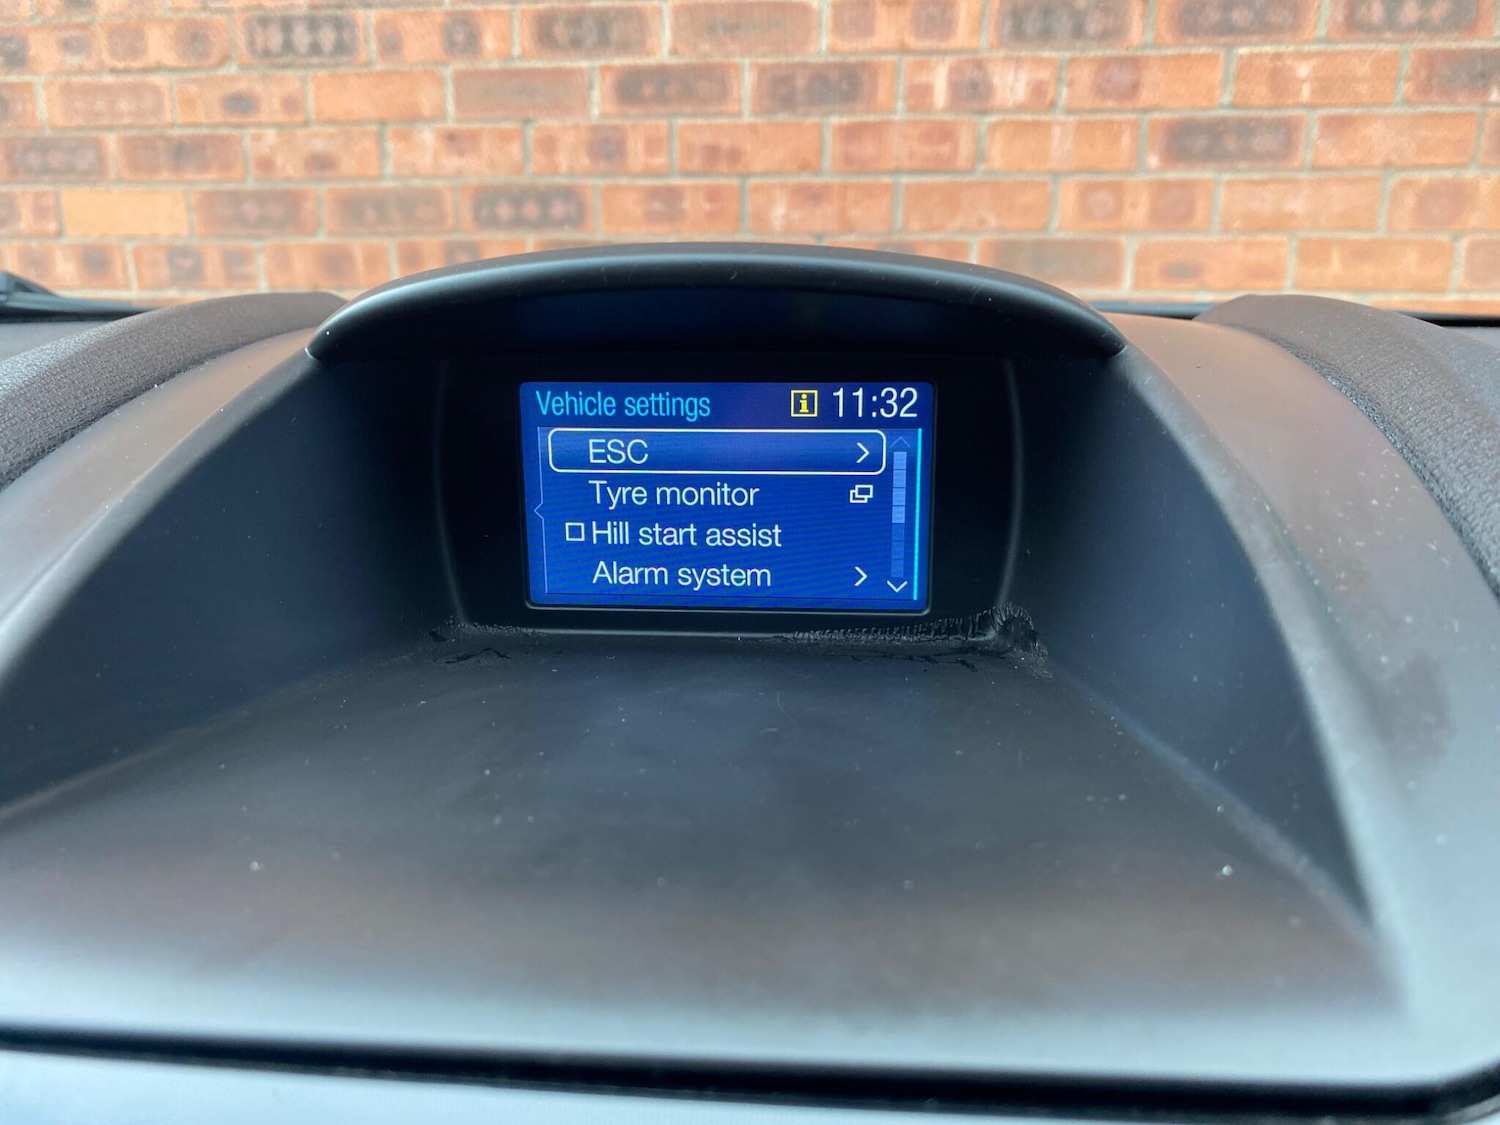 Vehicle settings i 11:32
ESC
Tyre monitor
Hill start assist
Alarm system